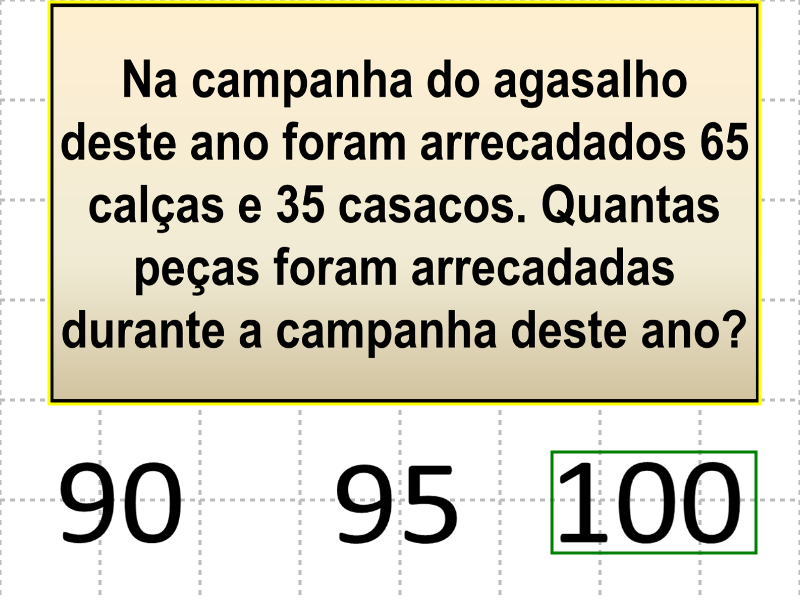 Na campanha do agasalho
deste ano foram arrecadados 65
calças e 35 casacos. Quantas
peças foram arrecadadas
durante a campanha deste ano?
90 95 100